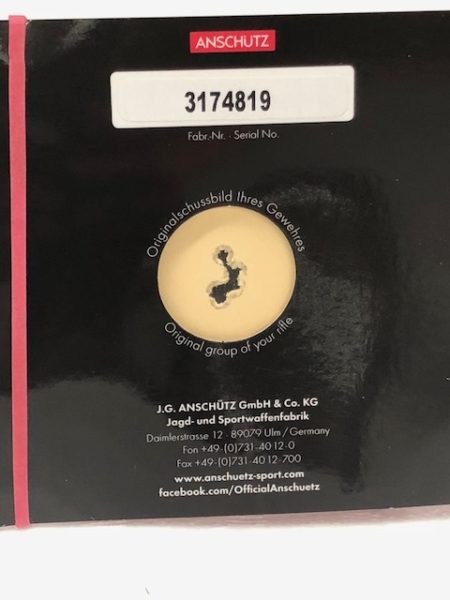 ANSCHÜTZ
3174819
Fabr.-Nr. · Serial No.
Originalschussbild Ihres Gewehres
Original group of your rifle
J.G. ANSCHÜTZ GmbH & Co. KG
Jagd- und Sportwaffenfabrik
Daimlerstrasse 12 · 89079 Ulm / Germany
Fon +49-(0)731-40 12-0
Fax +49-(0)731-40 12-700
www.anschuetz-sport.com
facebook.com/OfficialAnschuetz